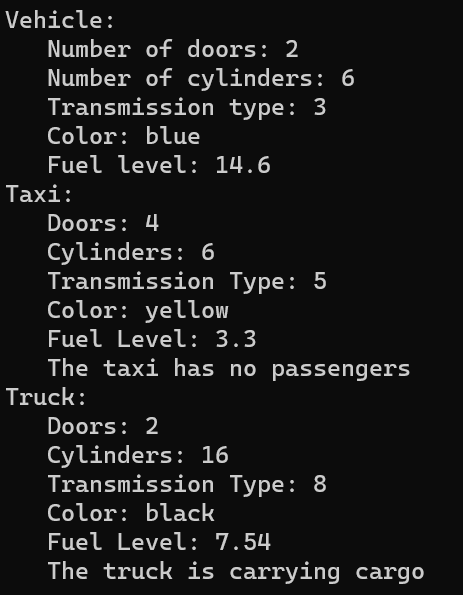 Vehicle:
   Number of doors: 2
   Number of cylinders: 6
   Transmission type: 3
   Color: blue
   Fuel level: 14.6
Taxi:
   Doors: 4
   Cylinders: 6
   Transmission Type: 5
   Color: yellow
   Fuel Level: 3.3
   The taxi has no passengers
Truck:
   Doors: 2
   Cylinders: 16
   Transmission Type: 8
   Color: black
   Fuel Level: 7.54
   The truck is carrying cargo